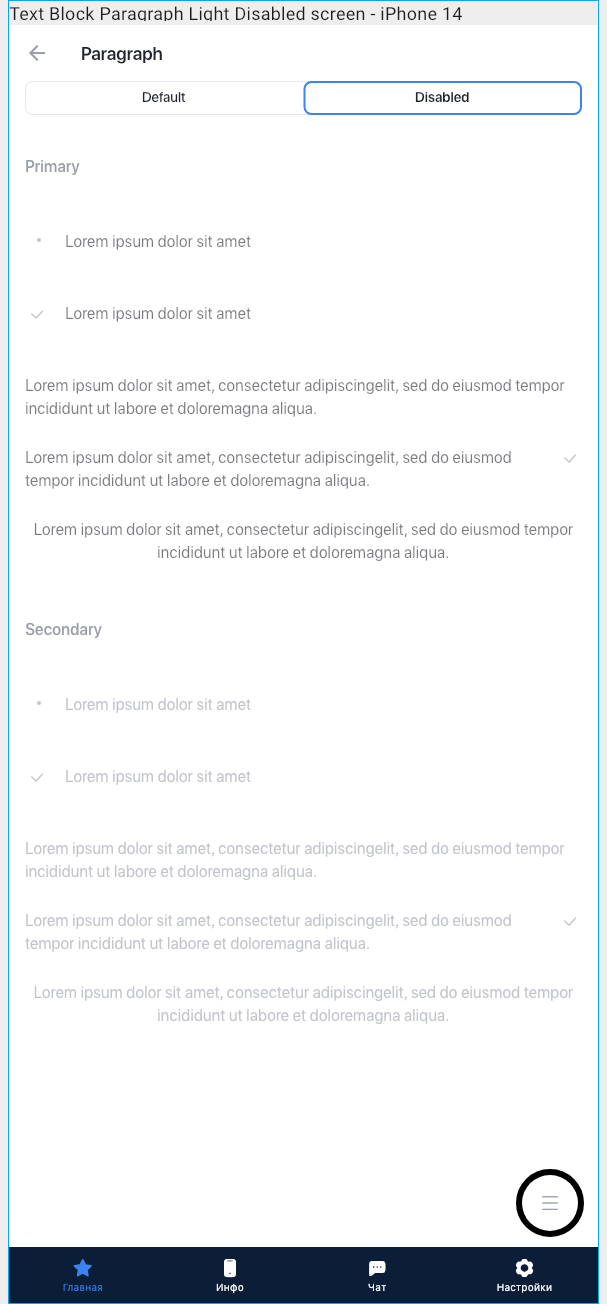 Text Block Paragraph Light Disabled screen - iPhone 14
Paragraph
Default
Disabled
Primary
Lorem ipsum dolor sit amet
Lorem ipsum dolor sit amet
Lorem ipsum dolor sit amet, consectetur adipiscingelit, sed do eiusmod tempor
incididunt ut labore et doloremagna aliqua.
Lorem ipsum dolor sit amet, consectetur adipiscingelit, sed do eiusmod
tempor incididunt ut labore et doloremagna aliqua.
Lorem ipsum dolor sit amet, consectetur adipiscingelit, sed do eiusmod tempor
incididunt ut labore et doloremagna aliqua.
Secondary
Lorem ipsum dolor sit amet
Lorem ipsum dolor sit amet
Lorem ipsum dolor sit amet, consectetur adipiscingelit, sed do eiusmod tempor
incididunt ut labore et doloremagna aliqua.
Lorem ipsum dolor sit amet, consectetur adipiscingelit, sed do eiusmod
tempor incididunt ut labore et doloremagna aliqua.
Lorem ipsum dolor sit amet, consectetur adipiscingelit, sed do eiusmod tempor
incididunt ut labore et doloremagna aliqua.
Главная
Инфо
Чат
Настройки